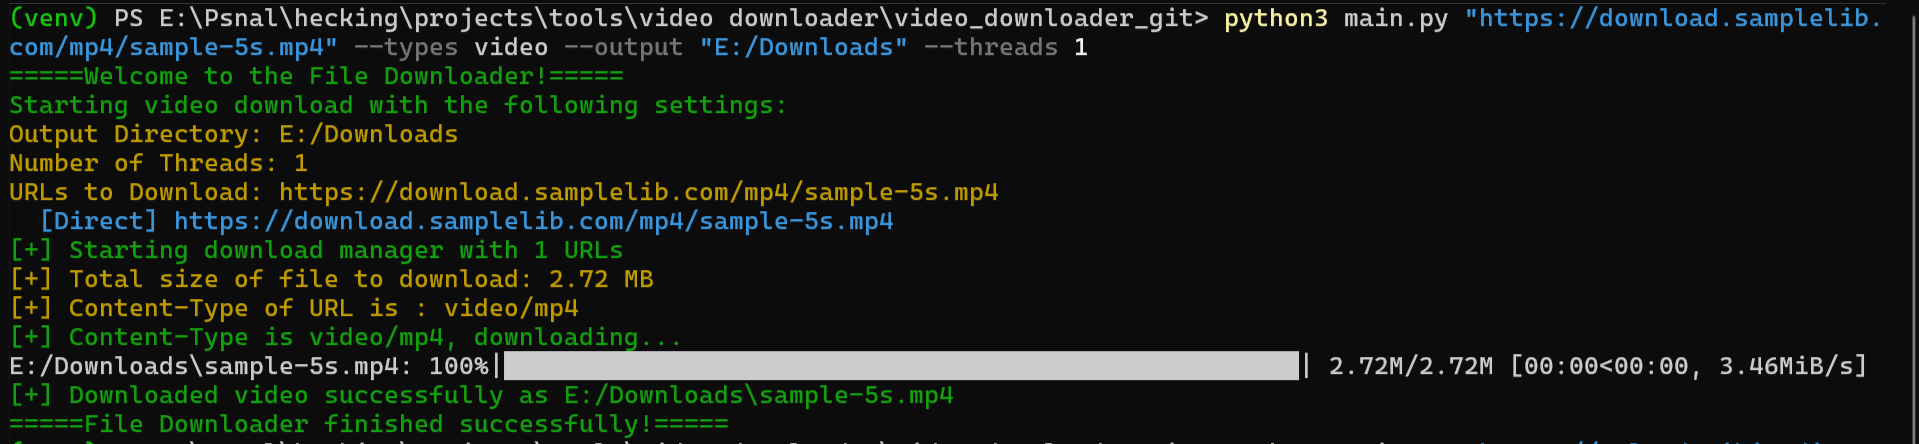 (venv) PS E:\Psnal\hecking\projects\tools\video downloader\video_downloader_git> python3 main.py "https://download.samplelib.
com/mp4/sample-5s.mp4" --types video --output "E:/Downloads" --threads 1
=====Welcome to the File Downloader!=====
Starting video download with the following settings:
Output Directory: E:/Downloads
Number of Threads: 1
URLs to Download: https://download.samplelib.com/mp4/sample-5s.mp4
  [Direct] https://download.samplelib.com/mp4/sample-5s.mp4
[+] Starting download manager with 1 URLs
[+] Total size of file to download: 2.72 MB
[+] Content-Type of URL is : video/mp4
[+] Content-Type is video/mp4, downloading...
E:/Downloads\sample-5s.mp4: 100%|| 2.72M/2.72M [00:00<00:00, 3.46MiB/s]
[+] Downloaded video successfully as E:/Downloads\sample-5s.mp4
=====File Downloader finished successfully!=====